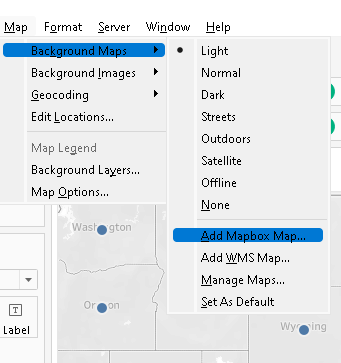 Map Format Server Window Help
Background Maps
Background Images
Geocoding
Edit Locations...
Map Legend
Background Layers...
Map Options...
Light
Normal
Dark
Streets
Outdoors
Satellite
Offline
None
Add Mapbox Map...
Add WMS Map...
Manage Maps...
Set As Default
Washington
Oregon
Wyoming
T
Label